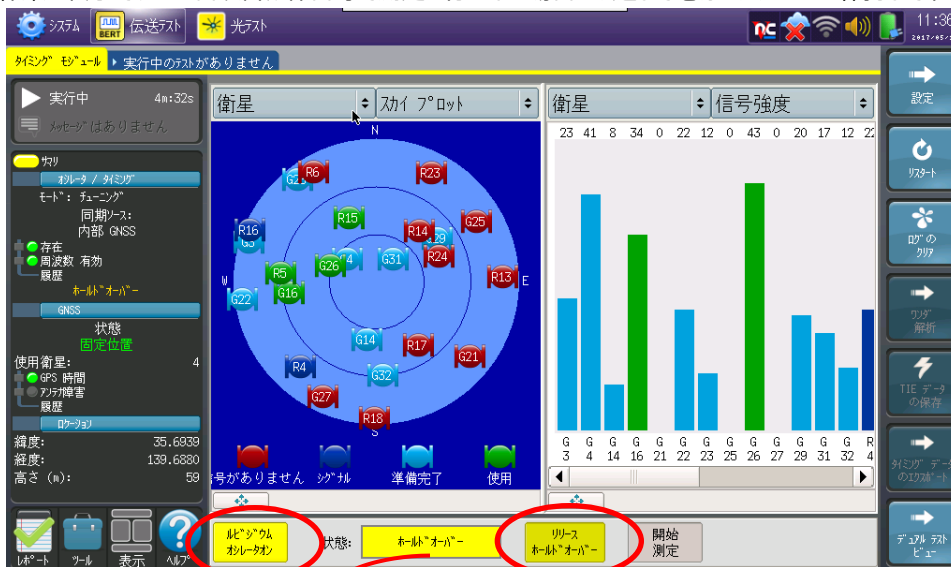 システム
BERT
伝送テスト
光テスト
11:36
タイミング モジュール
実行中のテストがありません
実行中 4m:32s
メッセージはありません
サマリ
オシレータ / タイミング
モード: チューニング
同期ソース:
内部 GNSS
存在
周波数 有効
履歴
ホールドオーバー
GNSS
状態
固定位置
使用衛星: 4
GPS 時間
アンテナ障害
履歴
ロケーション
緯度: 35.6939
経度: 139.6880
高さ (m): 59
レポート ツール 表示 ヘルプ
衛星 スカイ プロット
N
R6
R23
R15
G25
R16
R14
G31
R24
G26
R5
G16
R13
W
E
G22
G14
R17
G21
R4
G32
G27
R18
S
号がありません シグナル 準備完了 使用
衛星 信号強度
23 41 8 34 0 22 12 0 43 0 20 17 12 22
G G G G G G G G G G G G G R
3 4 14 16 21 22 23 25 26 27 29 31 32 4
ルビジウム
オシレータオン
状態:
ホールドオーバー
リリース
ホールドオーバー
開始
測定
設定
リスタート
ログの
クリア
ワンダ
解析
TIE データ
の保存
タイミング データ
のエクスポート
デュアル テスト
ビュー